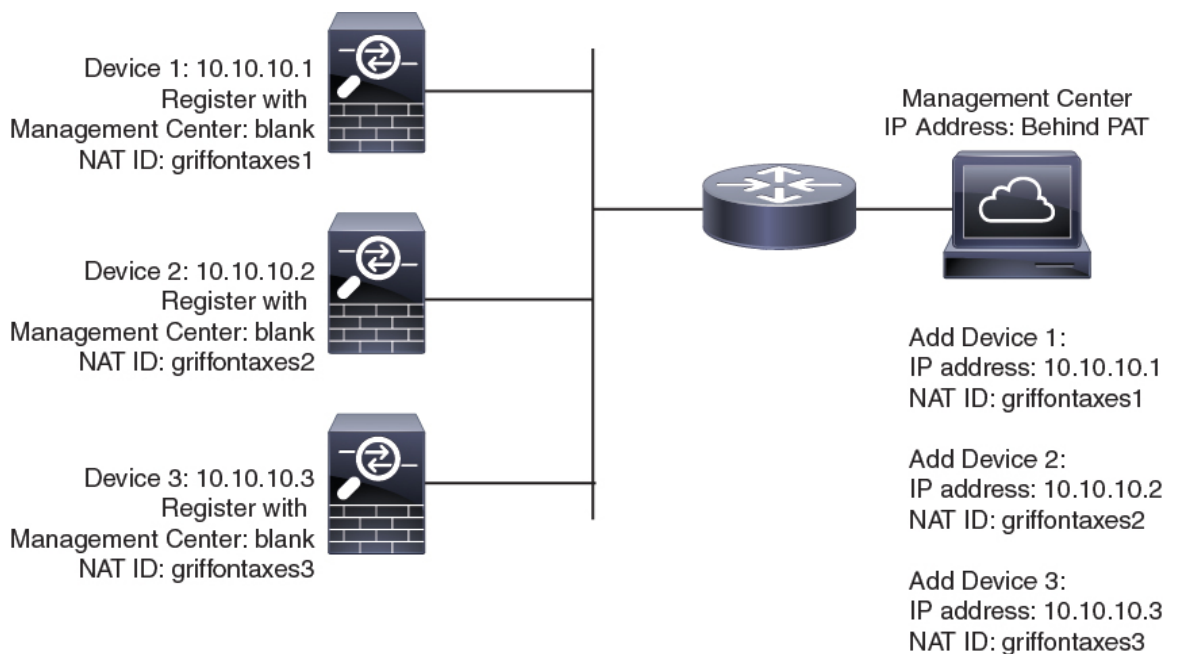 Device 1: 10.10.10.1
Register with
Management Center: blank
NAT ID: griffontaxes1
Device 2: 10.10.10.2
Register with
Management Center: blank
NAT ID: griffontaxes2
Device 3: 10.10.10.3
Register with
Management Center: blank
NAT ID: griffontaxes3
Management Center
IP Address: Behind PAT
Add Device 1:
IP address: 10.10.10.1
NAT ID: griffontaxes1
Add Device 2:
IP address: 10.10.10.2
NAT ID: griffontaxes2
Add Device 3:
IP address: 10.10.10.3
NAT ID: griffontaxes3